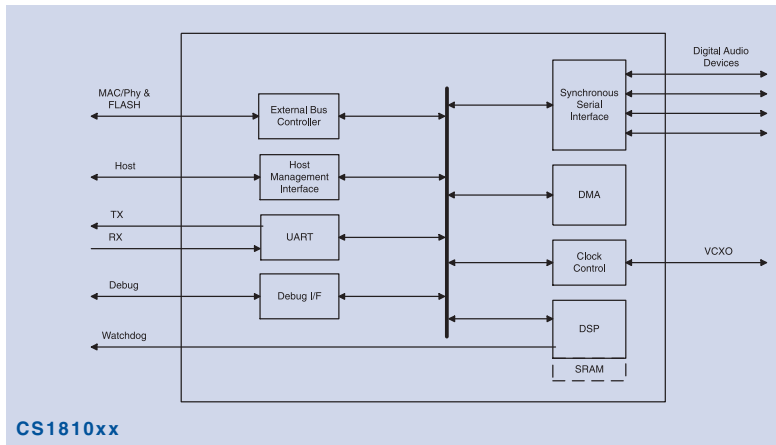 Digital Audio
Devices
MAC/Phy &
FLASH
External Bus
Controller
Synchronous
Serial
Interface
Host
Host
Management
Interface
DMA
TX
RX
UART
Clock
Control
VCXO
Debug
Debug I/F
DSP
Watchdog
SRAM
CS1810xx